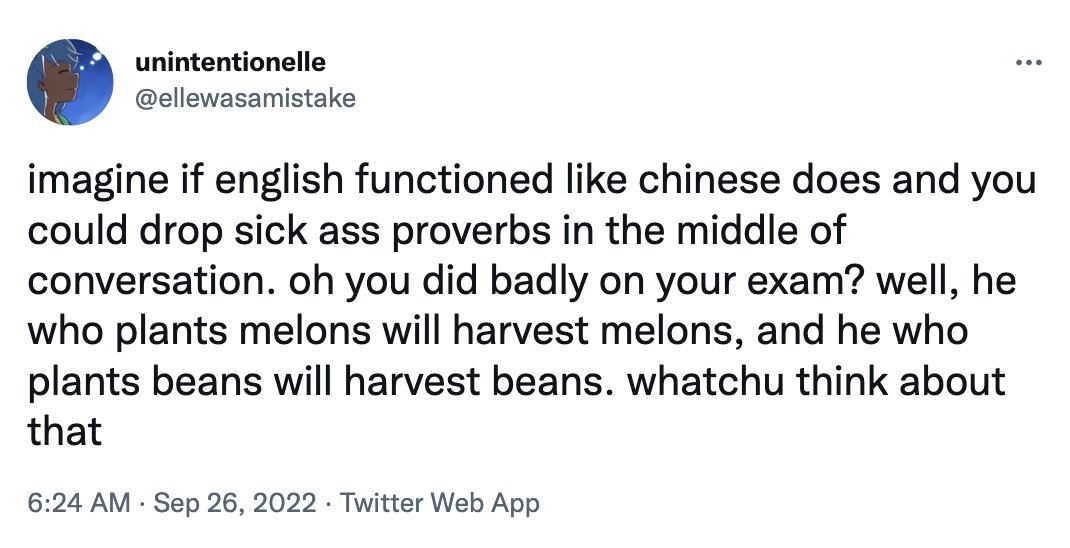 unintentionelle
@ellewasamistake
imagine if english functioned like chinese does and you
could drop sick ass proverbs in the middle of
conversation. oh you did badly on your exam? well, he
who plants melons will harvest melons, and he who
plants beans will harvest beans. whatchu think about
that
6:24 AM · Sep 26, 2022 · Twitter Web App